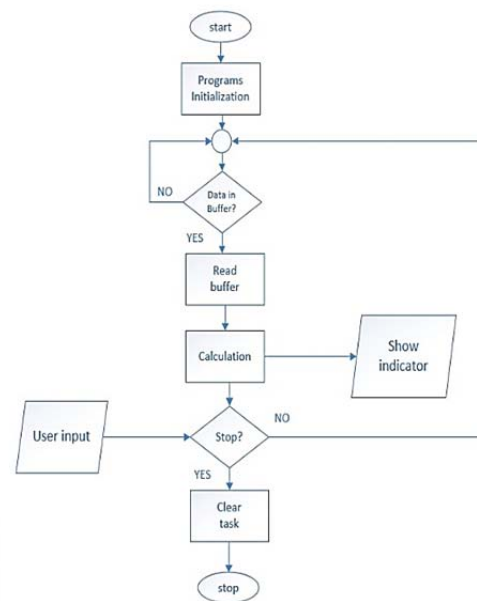 start
Programs
Initialization
NO
Data in
Buffer?
YES
Read
buffer
Calculation
Show
indicator
User input
Stop?
NO
YES
Clear
task
stop